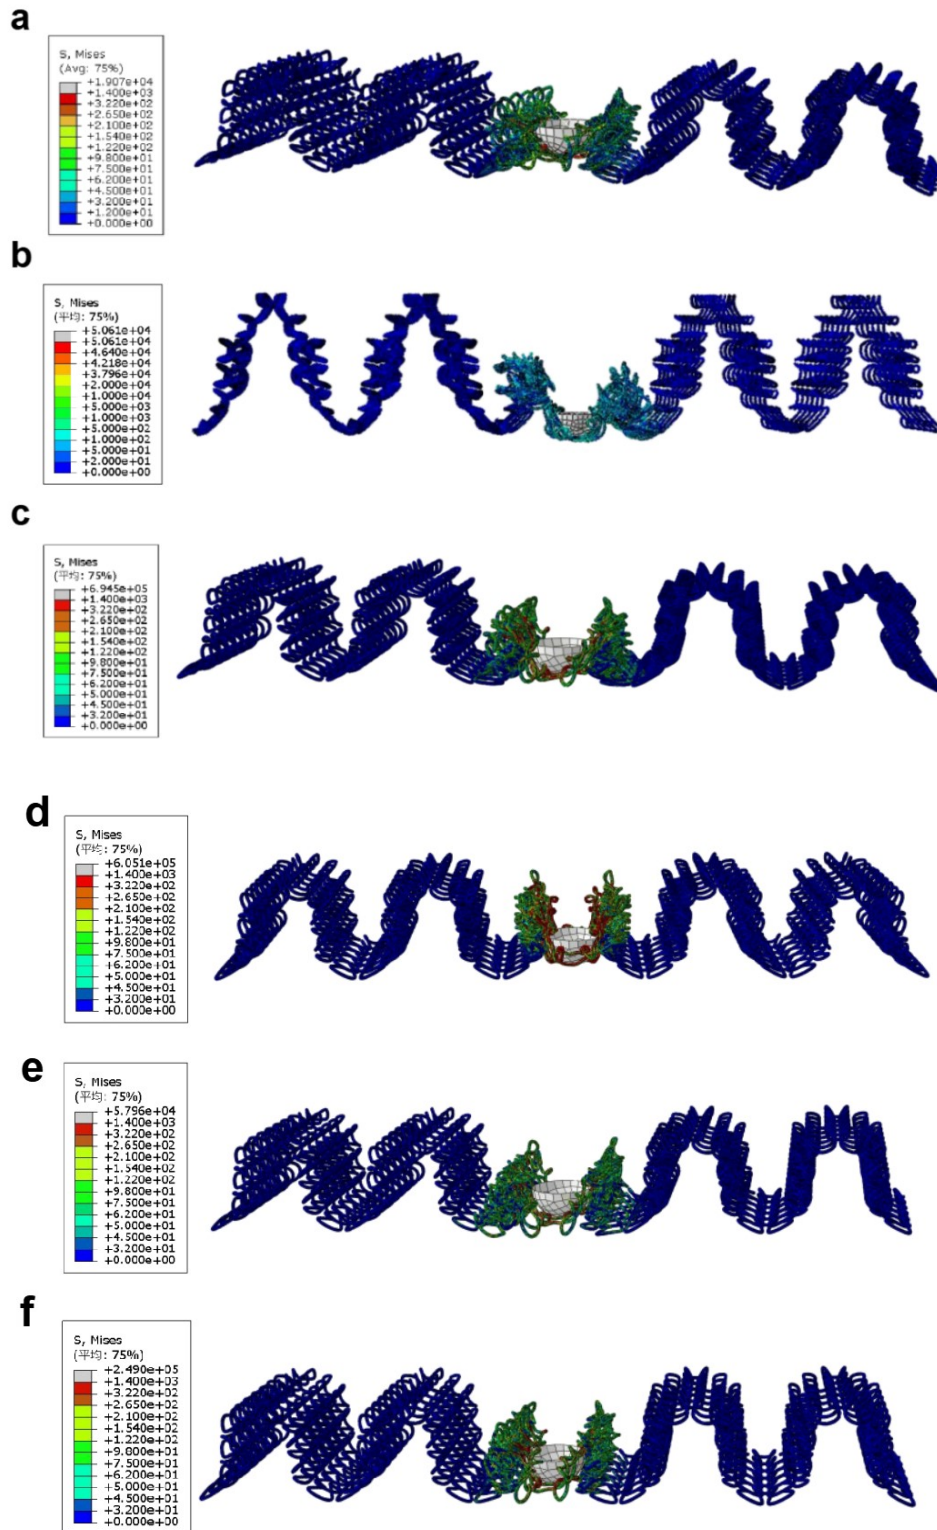 a
S, Mises
(Avg: 75%)
+1.907e+04
+1.400e+03
+3.220e+02
+2.650e+02
+2.100e+02
+1.540e+02
+1.220e+02
+9.800e+01
+7.500e+01
+6.200e+01
+4.500e+01
+3.200e+01
+1.200e+01
+0.000e+00
b
S, Mises
(平均: 75%)
+5.061e+04
+5.061e+04
+4.640e+04
+4.218e+04
+3.796e+04
+2.000e+04
+1.000e+04
+5.000e+03
+1.000e+03
+5.000e+02
+1.000e+02
+5.000e+01
+2.000e+01
+0.000e+00
c
S, Mises
(平均: 75%)
+6.945e+05
+1.400e+03
+3.220e+02
+2.650e+02
+2.100e+02
+1.540e+02
+1.220e+02
+9.800e+01
+7.500e+01
+6.200e+01
+5.000e+01
+4.500e+01
+3.200e+01
+0.000e+00
d
S, Mises
(平均: 75%)
+6.051e+05
+1.400e+03
+3.220e+02
+2.650e+02
+2.100e+02
+1.540e+02
+1.220e+02
+9.800e+01
+7.500e+01
+6.200e+01
+5.000e+01
+4.500e+01
+3.200e+01
+0.000e+00
e
S, Mises
(平均: 75%)
+5.796e+04
+1.400e+03
+3.220e+02
+2.650e+02
+2.100e+02
+1.540e+02
+1.220e+02
+9.800e+01
+7.500e+01
+6.200e+01
+5.000e+01
+4.500e+01
+3.200e+01
+0.000e+00
f
S, Mises
(平均: 75%)
+2.490e+05
+1.400e+03
+3.220e+02
+2.650e+02
+2.100e+02
+1.540e+02
+1.220e+02
+9.800e+01
+7.500e+01
+6.200e+01
+5.000e+01
+4.500e+01
+3.200e+01
+0.000e+00